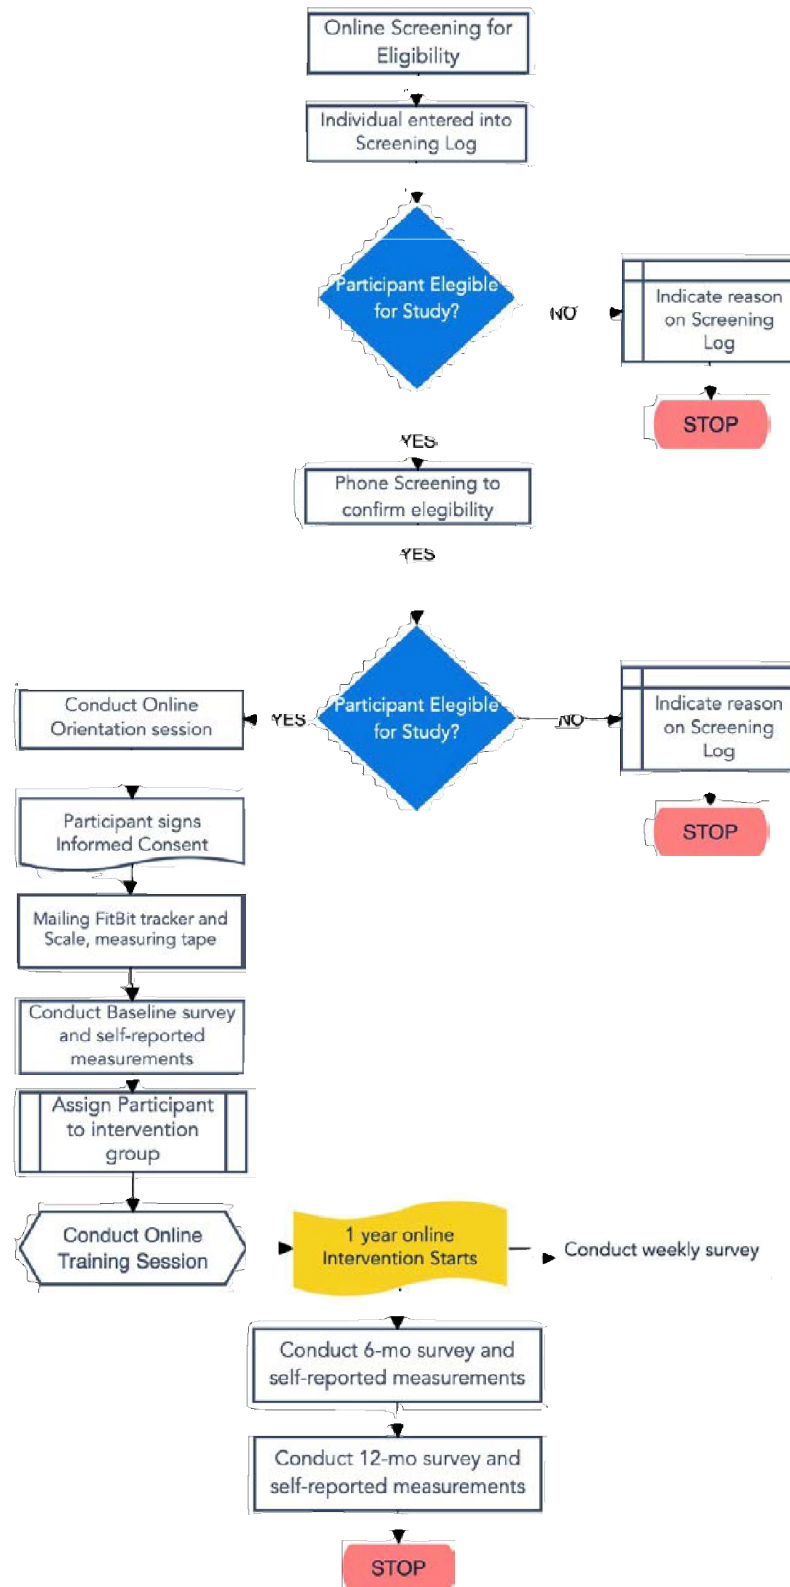 Online Screening for
Eligibility
Individual entered into
Screening Log
Participant Elegible
for Study?
NO
Indicate reason
on Screening
Log
STOP
YES
Phone Screening to
confirm elegibility
YES
Participant Elegible
for Study?
NO
Indicate reason
on Screening
Log
STOP
YES
Conduct Online
Orientation session
Participant signs
Informed Consent
Mailing FitBit tracker and
Scale, measuring tape
Conduct Baseline survey
and self-reported
measurements
Assign Participant
to intervention
group
Conduct Online
Training Session
1 year online
Intervention Starts
Conduct weekly survey
Conduct 6-mo survey and
self-reported measurements
Conduct 12-mo survey and
self-reported measurements
STOP